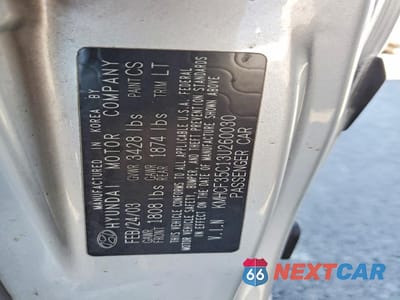 MANUFACTURED IN KOREA BY
HYUNDAI MOTOR COMPANY
FEB/24/03 GVWR 3428 lbs PAINT CS
GAWR FRONT 1808 lbs GAWR REAR 1874 lbs TRIM LT
THIS VEHICLE CONFORMS TO ALL APPLICABLE U.S.A. FEDERAL
MOTOR VEHICLE SAFETY, BUMPER, AND THEFT PREVENTION STANDARDS
IN EFFECT ON THE DATE OF MANUFACTURE SHOWN ABOVE
V.I.N KMHCF35C13U260030
PASSENGER CAR
66 NEXTCAR